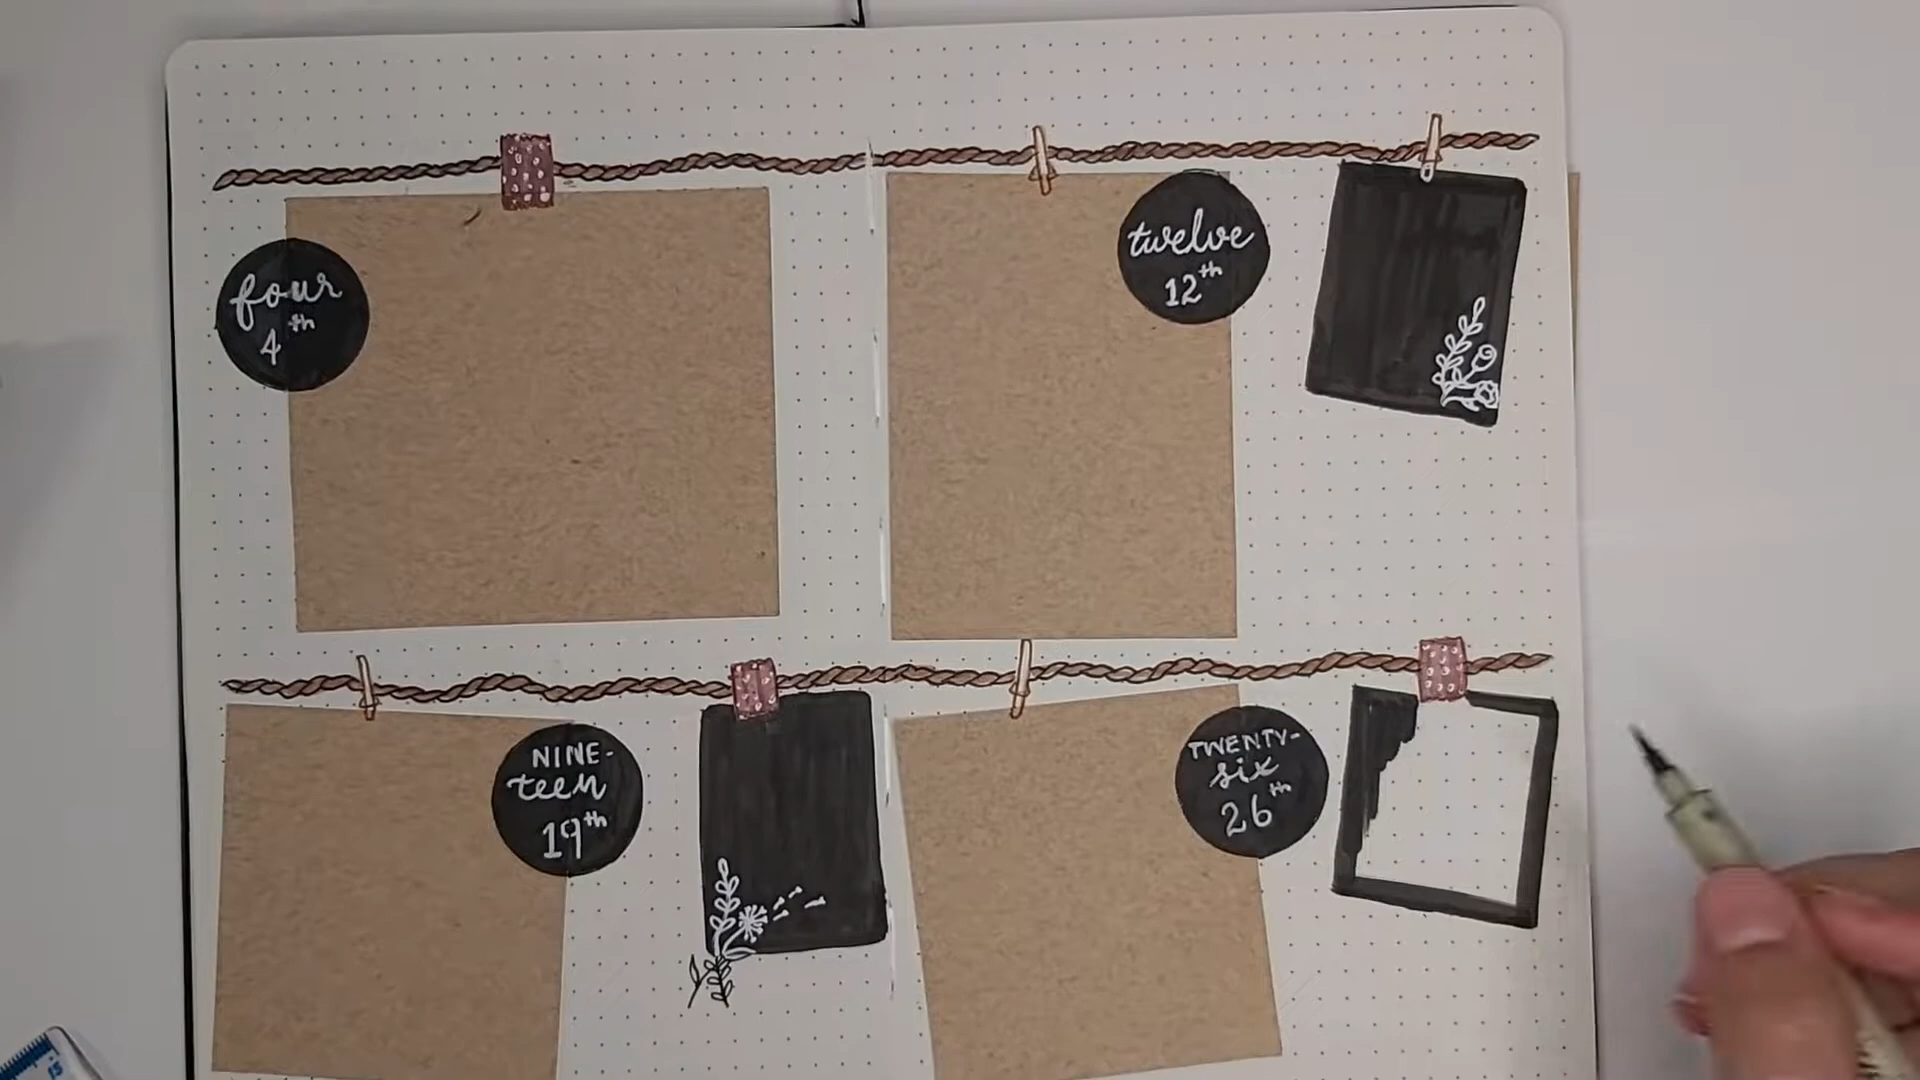 four
4th
twelve
12th
NINE-
teen
19th
TWENTY-
six
26th